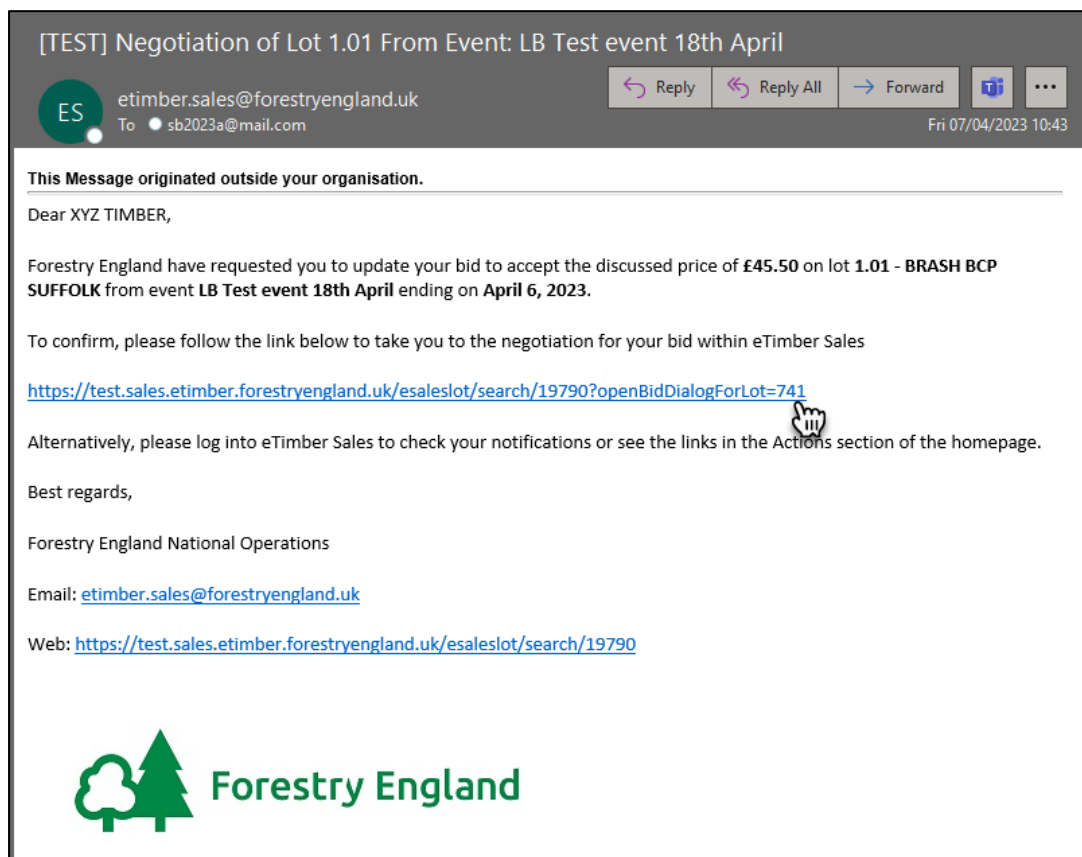 [TEST] Negotiation of Lot 1.01 From Event: LB Test event 18th April
ES
etimber.sales@forestryengland.uk
To sb2023a@mail.com
Reply
Reply All
Forward
Fri 07/04/2023 10:43
This Message originated outside your organisation.
Dear XYZ TIMBER,
Forestry England have requested you to update your bid to accept the discussed price of £45.50 on lot 1.01 - BRASH BCP
SUFFOLK from event LB Test event 18th April ending on April 6, 2023.
To confirm, please follow the link below to take you to the negotiation for your bid within eTimber Sales
https://test.sales.etimber.forestryengland.uk/esaleslot/search/19790?openBidDialogForLot=741
Alternatively, please log into eTimber Sales to check your notifications or see the links in the Actions section of the homepage.
Best regards,
Forestry England National Operations
Email: etimber.sales@forestryengland.uk
Web: https://test.sales.etimber.forestryengland.uk/esaleslot/search/19790
Forestry England